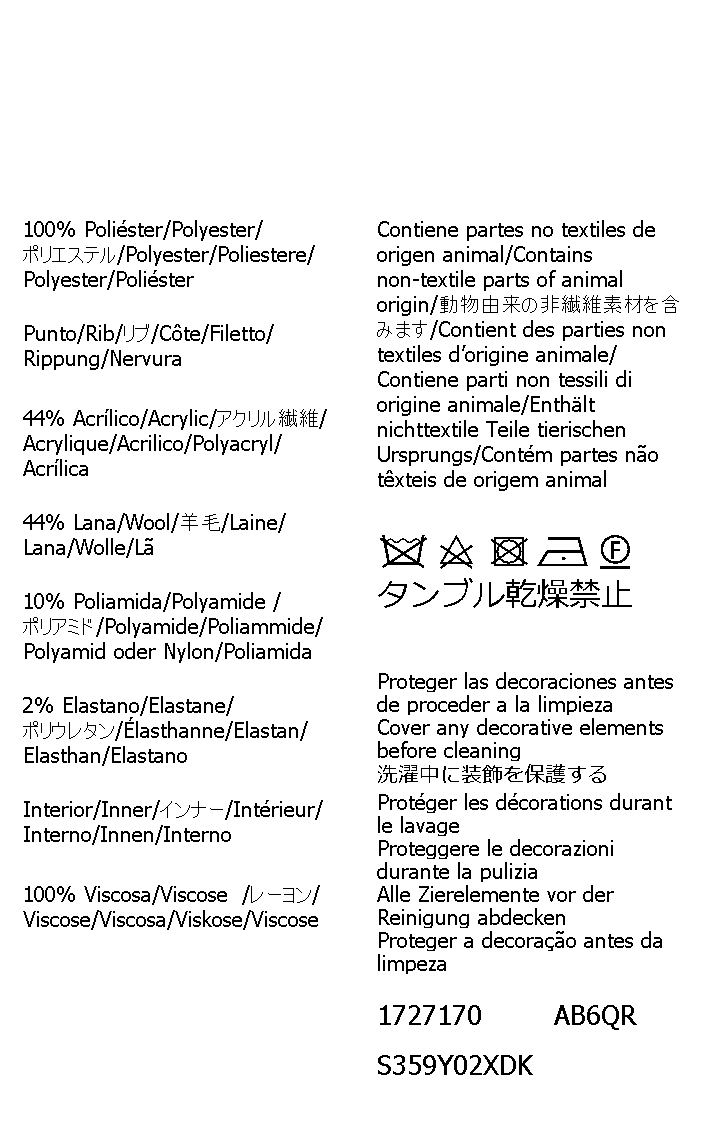 100% Poliéster/Polyester/
ポリエステル/Polyester/Poliestere/
Polyester/Poliéster
Punto/Rib/リブ/Côte/Filetto/
Rippung/Nervura
44% Acrílico/Acrylic/アクリル繊維/
Acrylique/Acrilico/Polyacryl/
Acrílica
44% Lana/Wool/羊毛/Laine/
Lana/Wolle/Lã
10% Poliamida/Polyamide /
ポリアミド/Polyamide/Poliammide/
Polyamid oder Nylon/Poliamida
2% Elastano/Elastane/
ポリウレタン/Élasthanne/Elastan/
Elasthan/Elastano
Interior/Inner/インナー/Intérieur/
Interno/Innen/Interno
100% Viscosa/Viscose /レーヨン/
Viscose/Viscosa/Viskose/Viscose
Contiene partes no textiles de
origen animal/Contains
non-textile parts of animal
origin/動物由来の非繊維素材を含
みます/Contient des parties non
textiles d'origine animale/
Contiene parti non tessili di
origine animale/Enthält
nichttextile Teile tierischen
Ursprungs/Contém partes não
têxteis de origem animal
F
タンブル乾燥禁止
Proteger las decoraciones antes
de proceder a la limpieza
Cover any decorative elements
before cleaning
洗濯中に装飾を保護する
Protéger les décorations durant
le lavage
Proteggere le decorazioni
durante la pulizia
Alle Zierelemente vor der
Reinigung abdecken
Proteger a decoração antes da
limpeza
1727170 AB6QR
S359Y02XDK